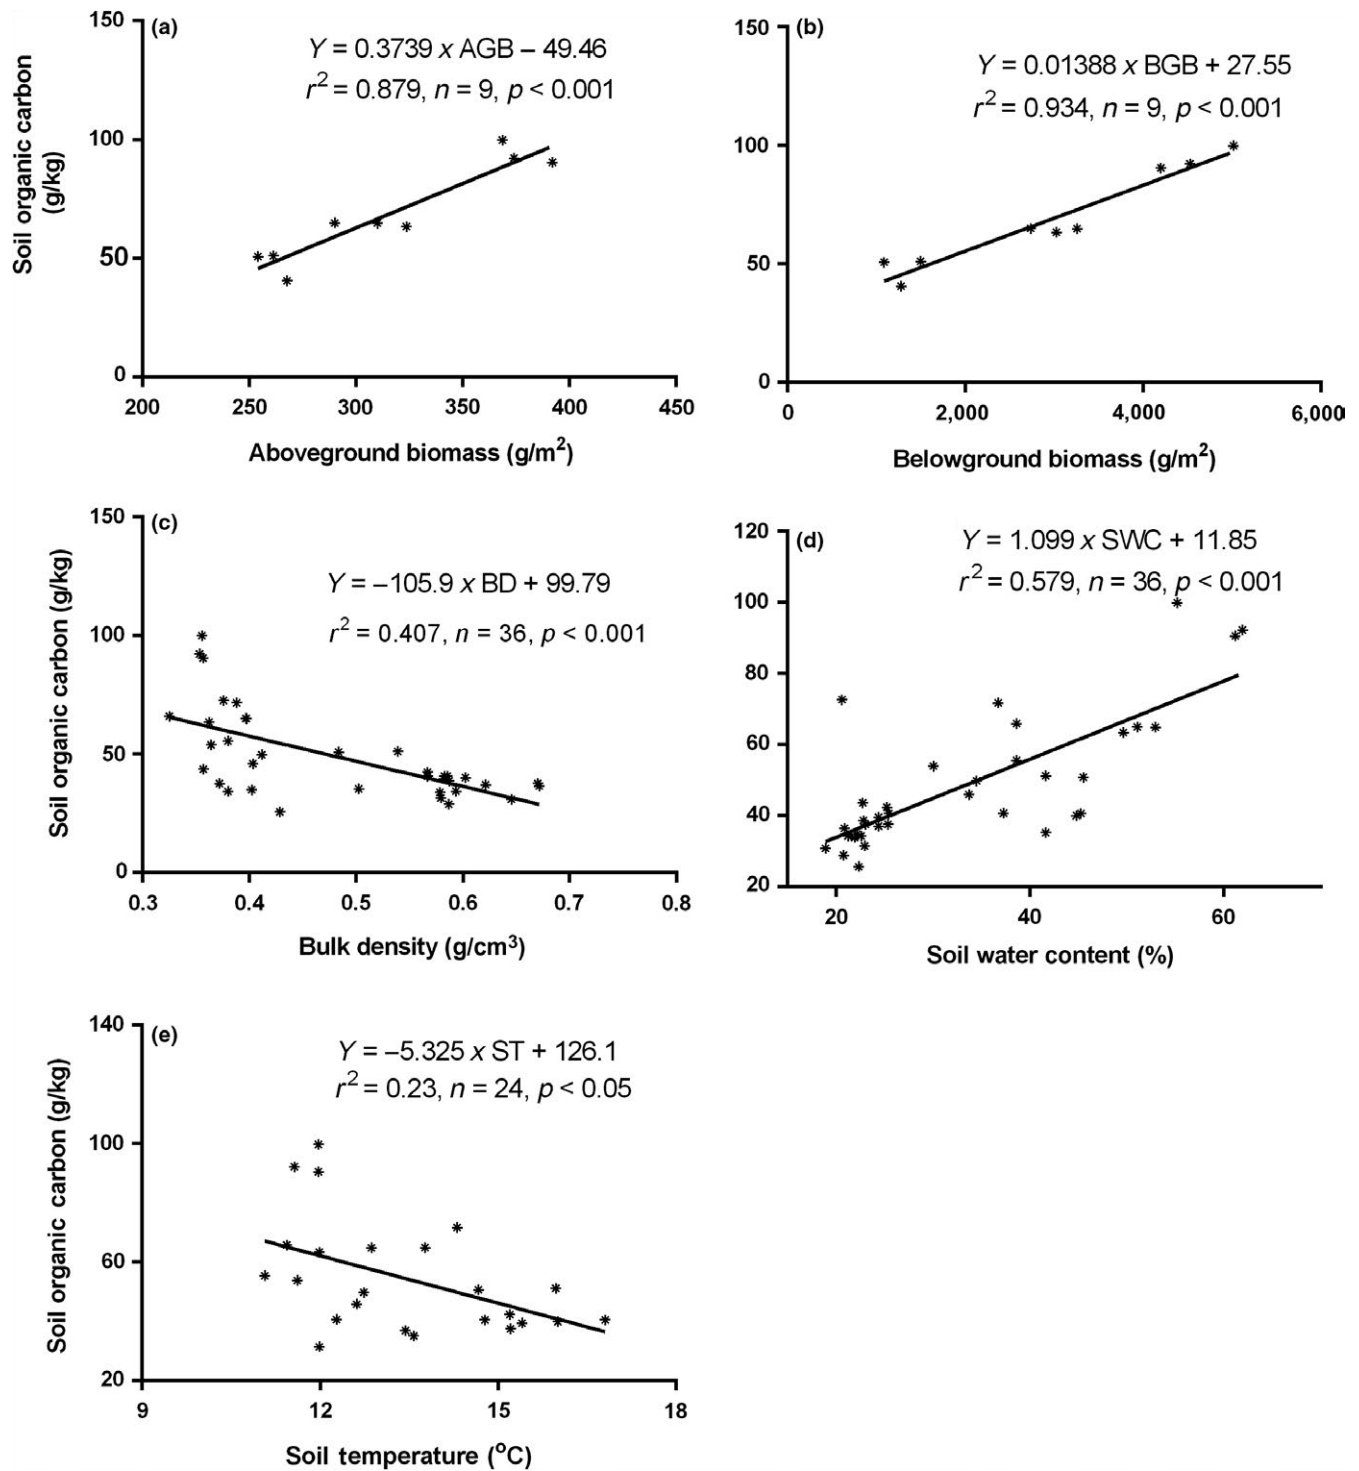 (a)
Y = 0.3739 x AGB – 49.46
r² = 0.879, n = 9, p < 0.001
Soil organic carbon
(g/kg)
150
100
50
0
200 250 300 350 400 450
Aboveground biomass (g/m²)
(b)
Y = 0.01388 x BGB + 27.55
r² = 0.934, n = 9, p < 0.001
150
100
50
0
0 2,000 4,000 6,000
Belowground biomass (g/m²)
(c)
Y = –105.9 x BD + 99.79
r² = 0.407, n = 36, p < 0.001
Soil organic carbon (g/kg)
150
100
50
0
0.3 0.4 0.5 0.6 0.7 0.8
Bulk density (g/cm³)
(d)
Y = 1.099 x SWC + 11.85
r² = 0.579, n = 36, p < 0.001
120
100
80
60
40
20
20 40 60
Soil water content (%)
(e)
Y = –5.325 x ST + 126.1
r² = 0.23, n = 24, p < 0.05
Soil organic carbon (g/kg)
140
100
60
20
9 12 15 18
Soil temperature (°C)